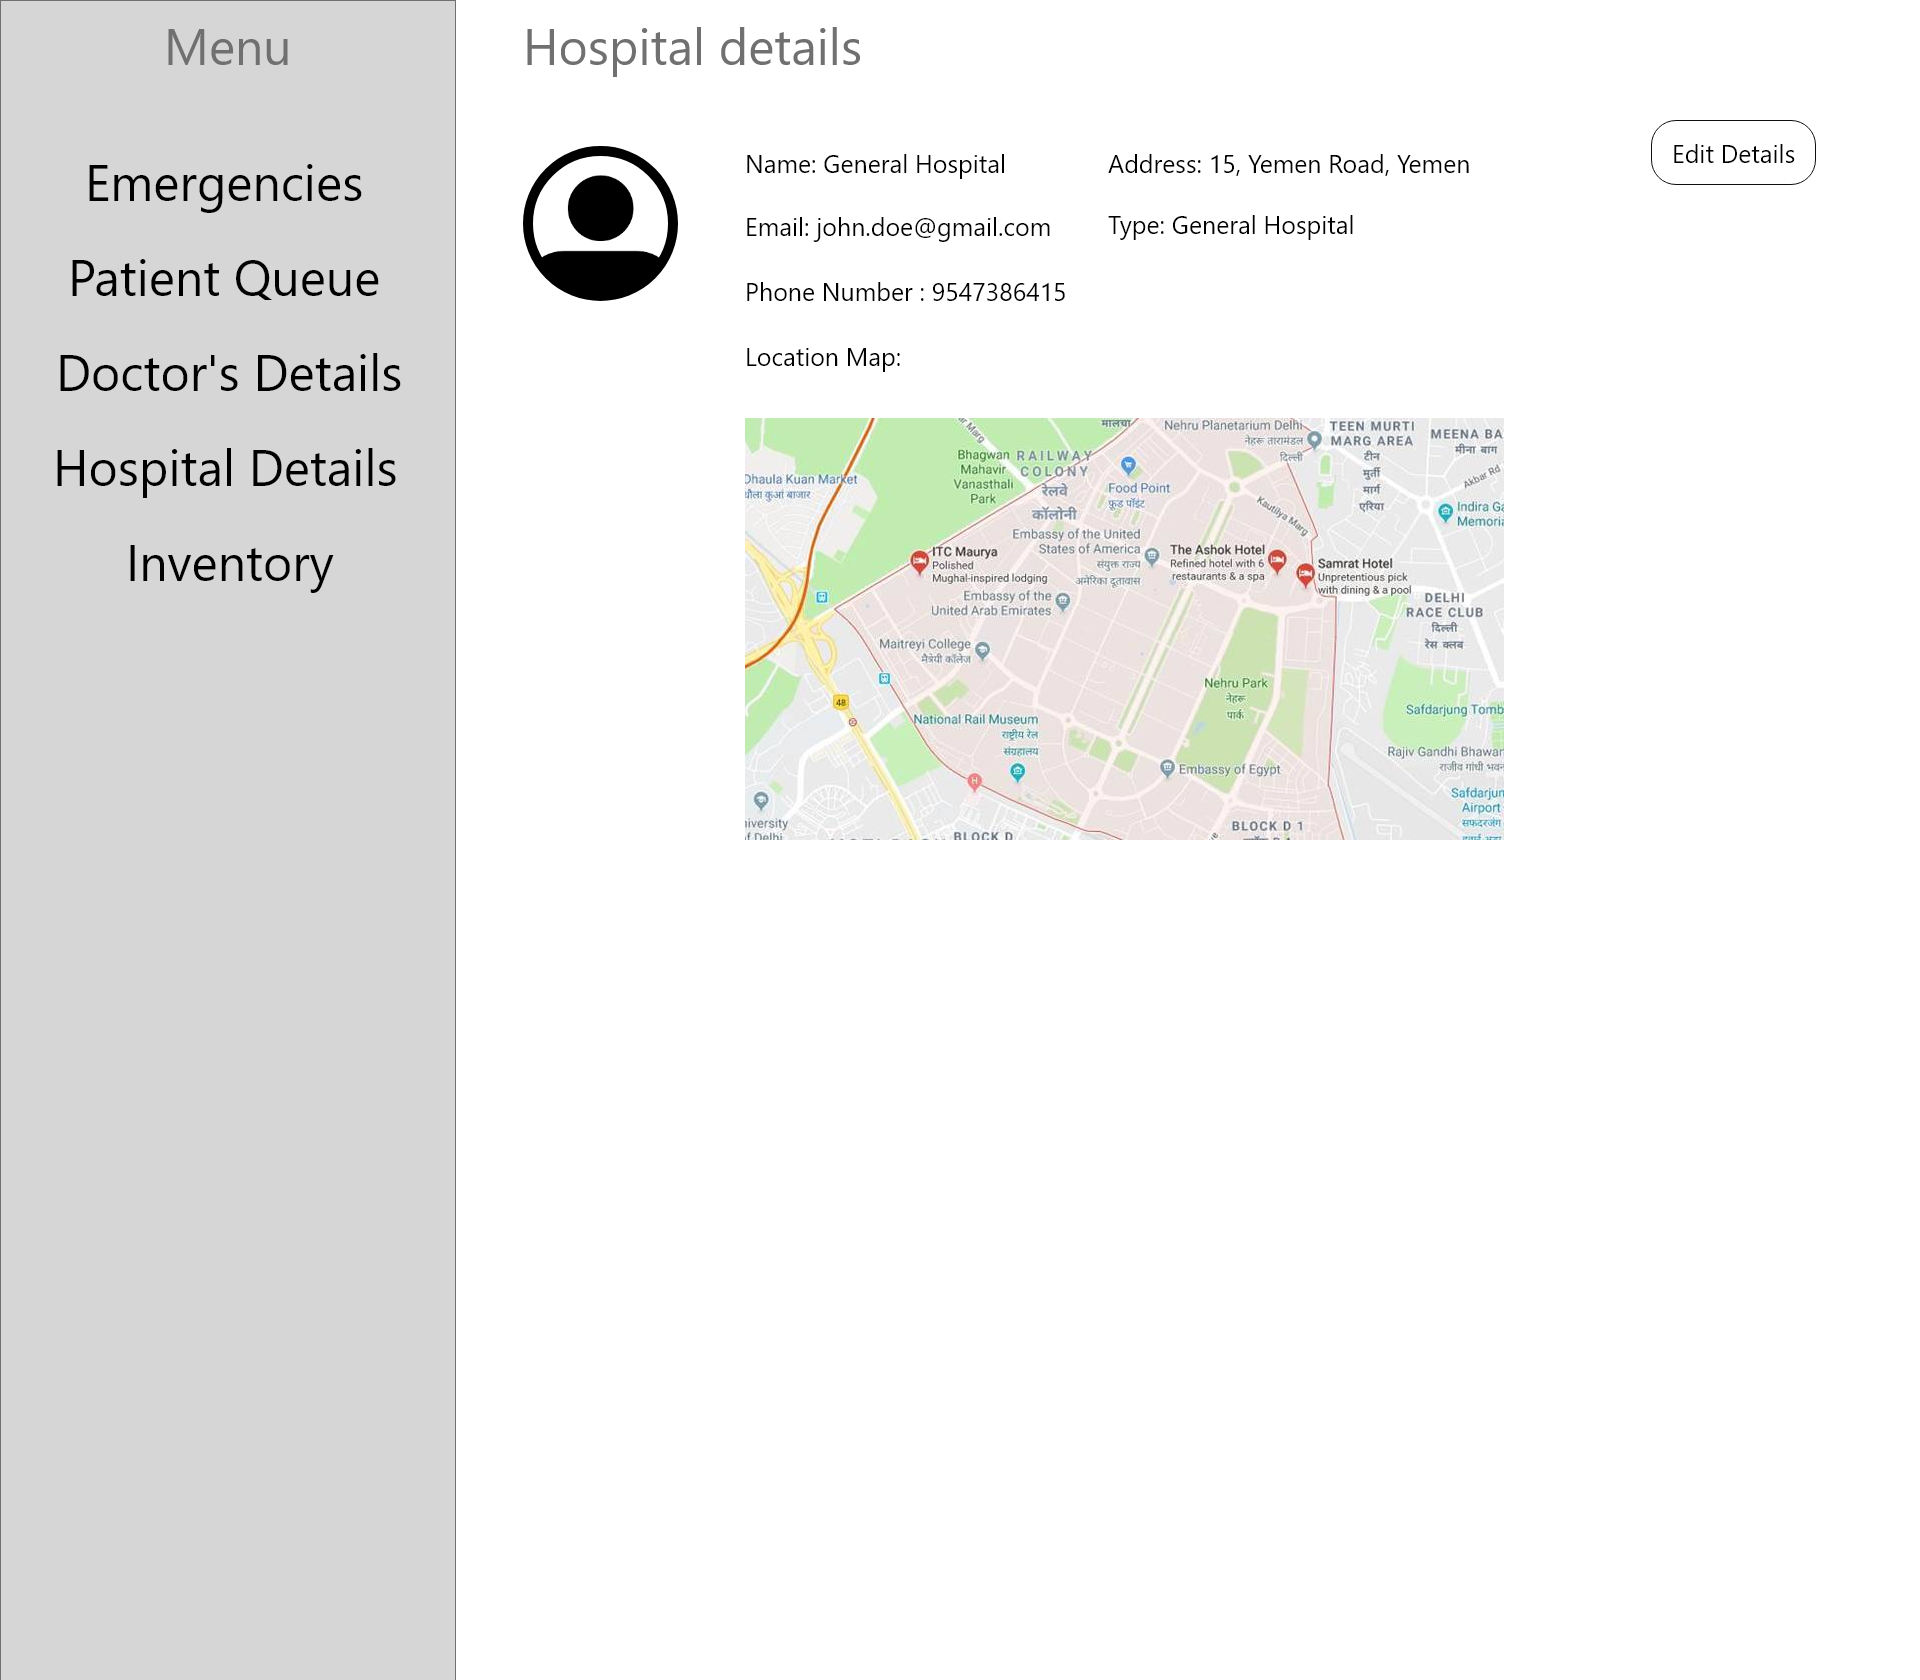 Menu
Emergencies
Patient Queue
Doctor's Details
Hospital Details
Inventory
Hospital details
Edit Details
Name: General Hospital
Address: 15, Yemen Road, Yemen
Email: john.doe@gmail.com
Type: General Hospital
Phone Number : 9547386415
Location Map:
Marg
मालचा
Nehru Planetarium Delhi
नेहरू तारामंडल
दिल्ली
TEEN MURTI
MARG AREA
टीन
मुर्ती
मार्ग
एरिया
MEENA BA
मीना बाग
Akbar Rd
Bhagwan
Mahavir
Vanasthali
Park
RAILWAY
COLONY
रेलवे
कॉलोनी
Food Point
फ़ूड पॉइंट
Dhaula Kuan Market
धौला कुआं बाजार
Kautilya Marg
Indira Ga
Memoria
Embassy of the United
States of America
संयुक्त राज्य
अमेरिका दूतावास
ITC Maurya
Polished
Mughal-inspired lodging
The Ashok Hotel
Refined hotel with 6
restaurants & a spa
Samrat Hotel
Unpretentious pick
with dining & a pool
Embassy of the
United Arab Emirates
DELHI
RACE CLUB
दिल्ली
रेस क्लब
Maitreyi College
मैत्रेयी कॉलेज
Nehru Park
नेहरू
पार्क
48
National Rail Museum
राष्ट्रीय रेल
संग्रहालय
Safdarjung Tomb
Rajiv Gandhi Bhawan
राजीव गांधी भवन
Embassy of Egypt
H
Safdarjun
Airport
सफदरजंग
iversity
of Delhi
BLOCK D
BLOCK D 1